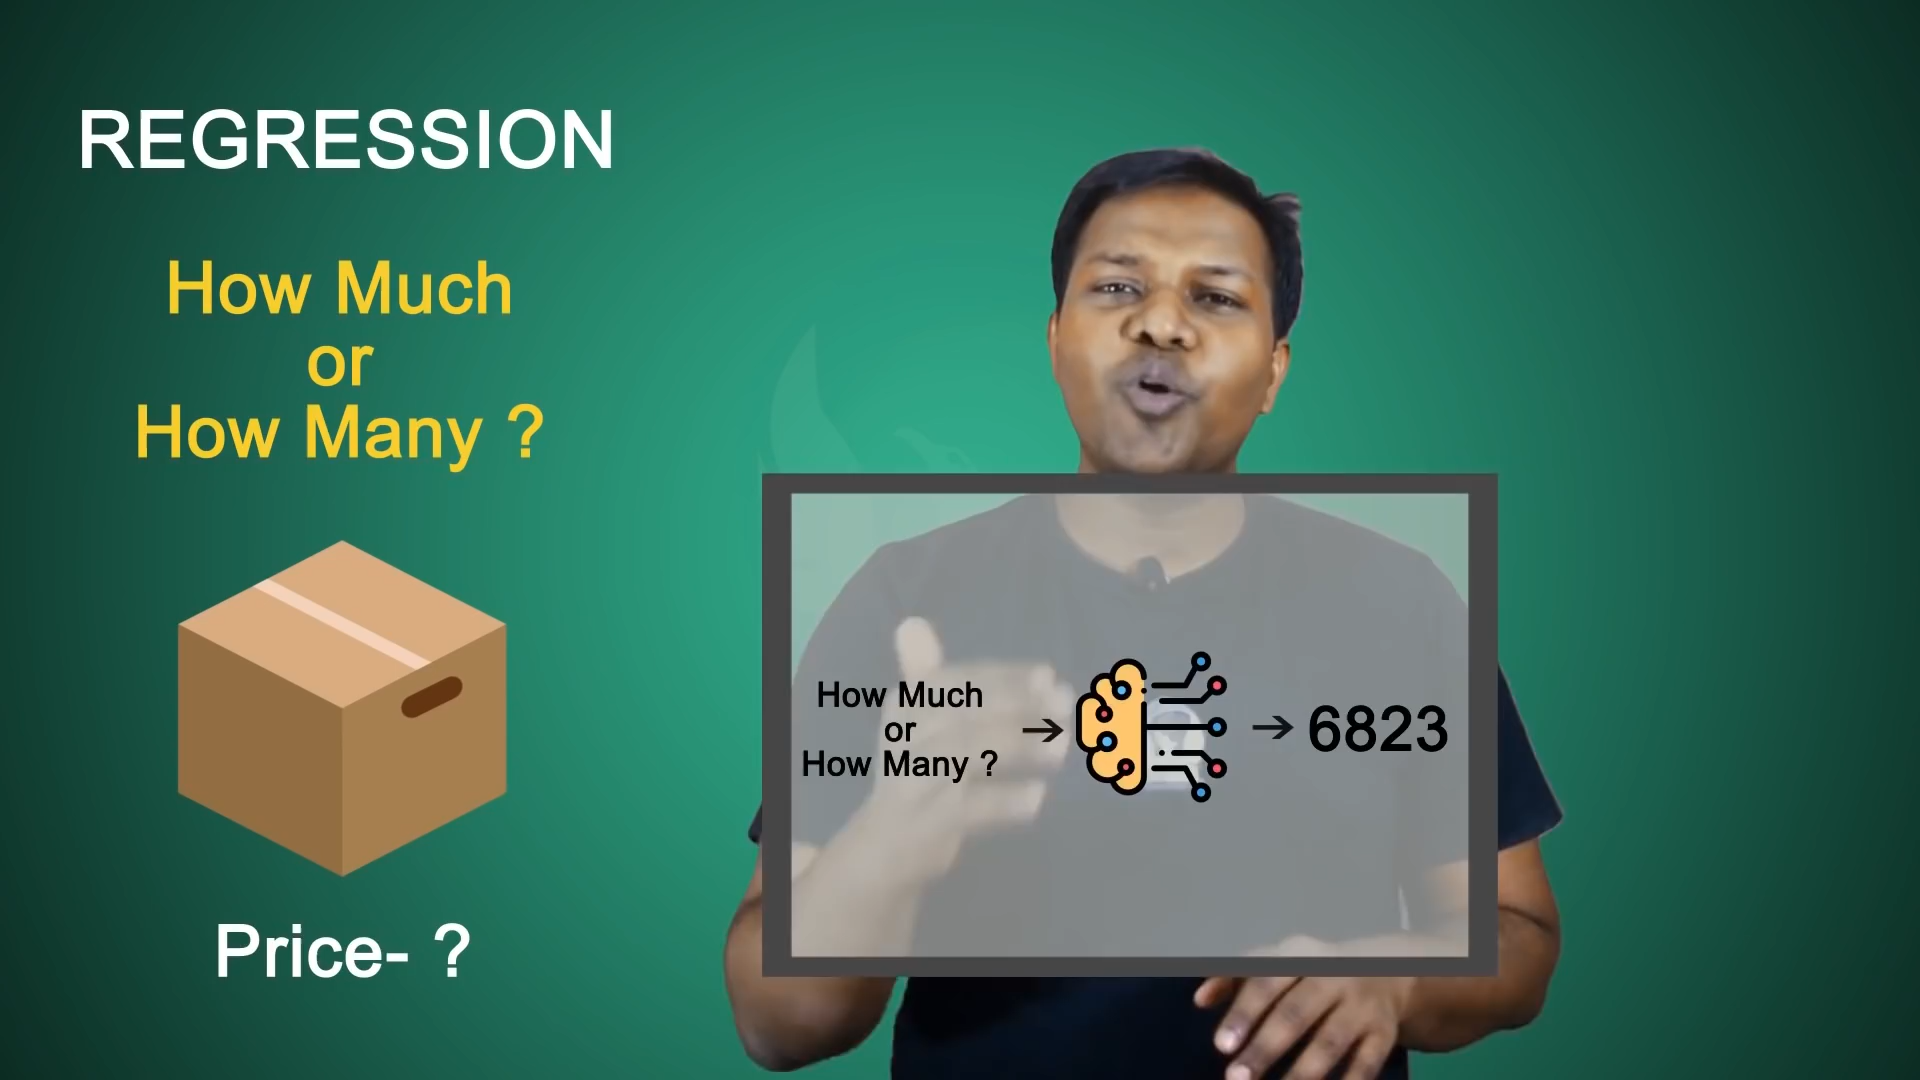 REGRESSION
How Much
or
How Many ?
Price- ?
How Much
or
How Many ?
6823